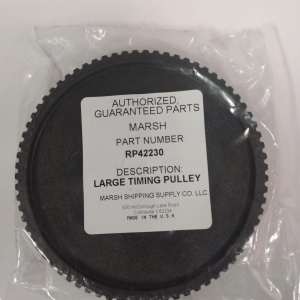 AUTHORIZED,
GUARANTEED PARTS
MARSH
PART NUMBER
RP42230
DESCRIPTION:
LARGE TIMING PULLEY
MARSH SHIPPING SUPPLY CO. LLC
MADE IN THE U.S.A